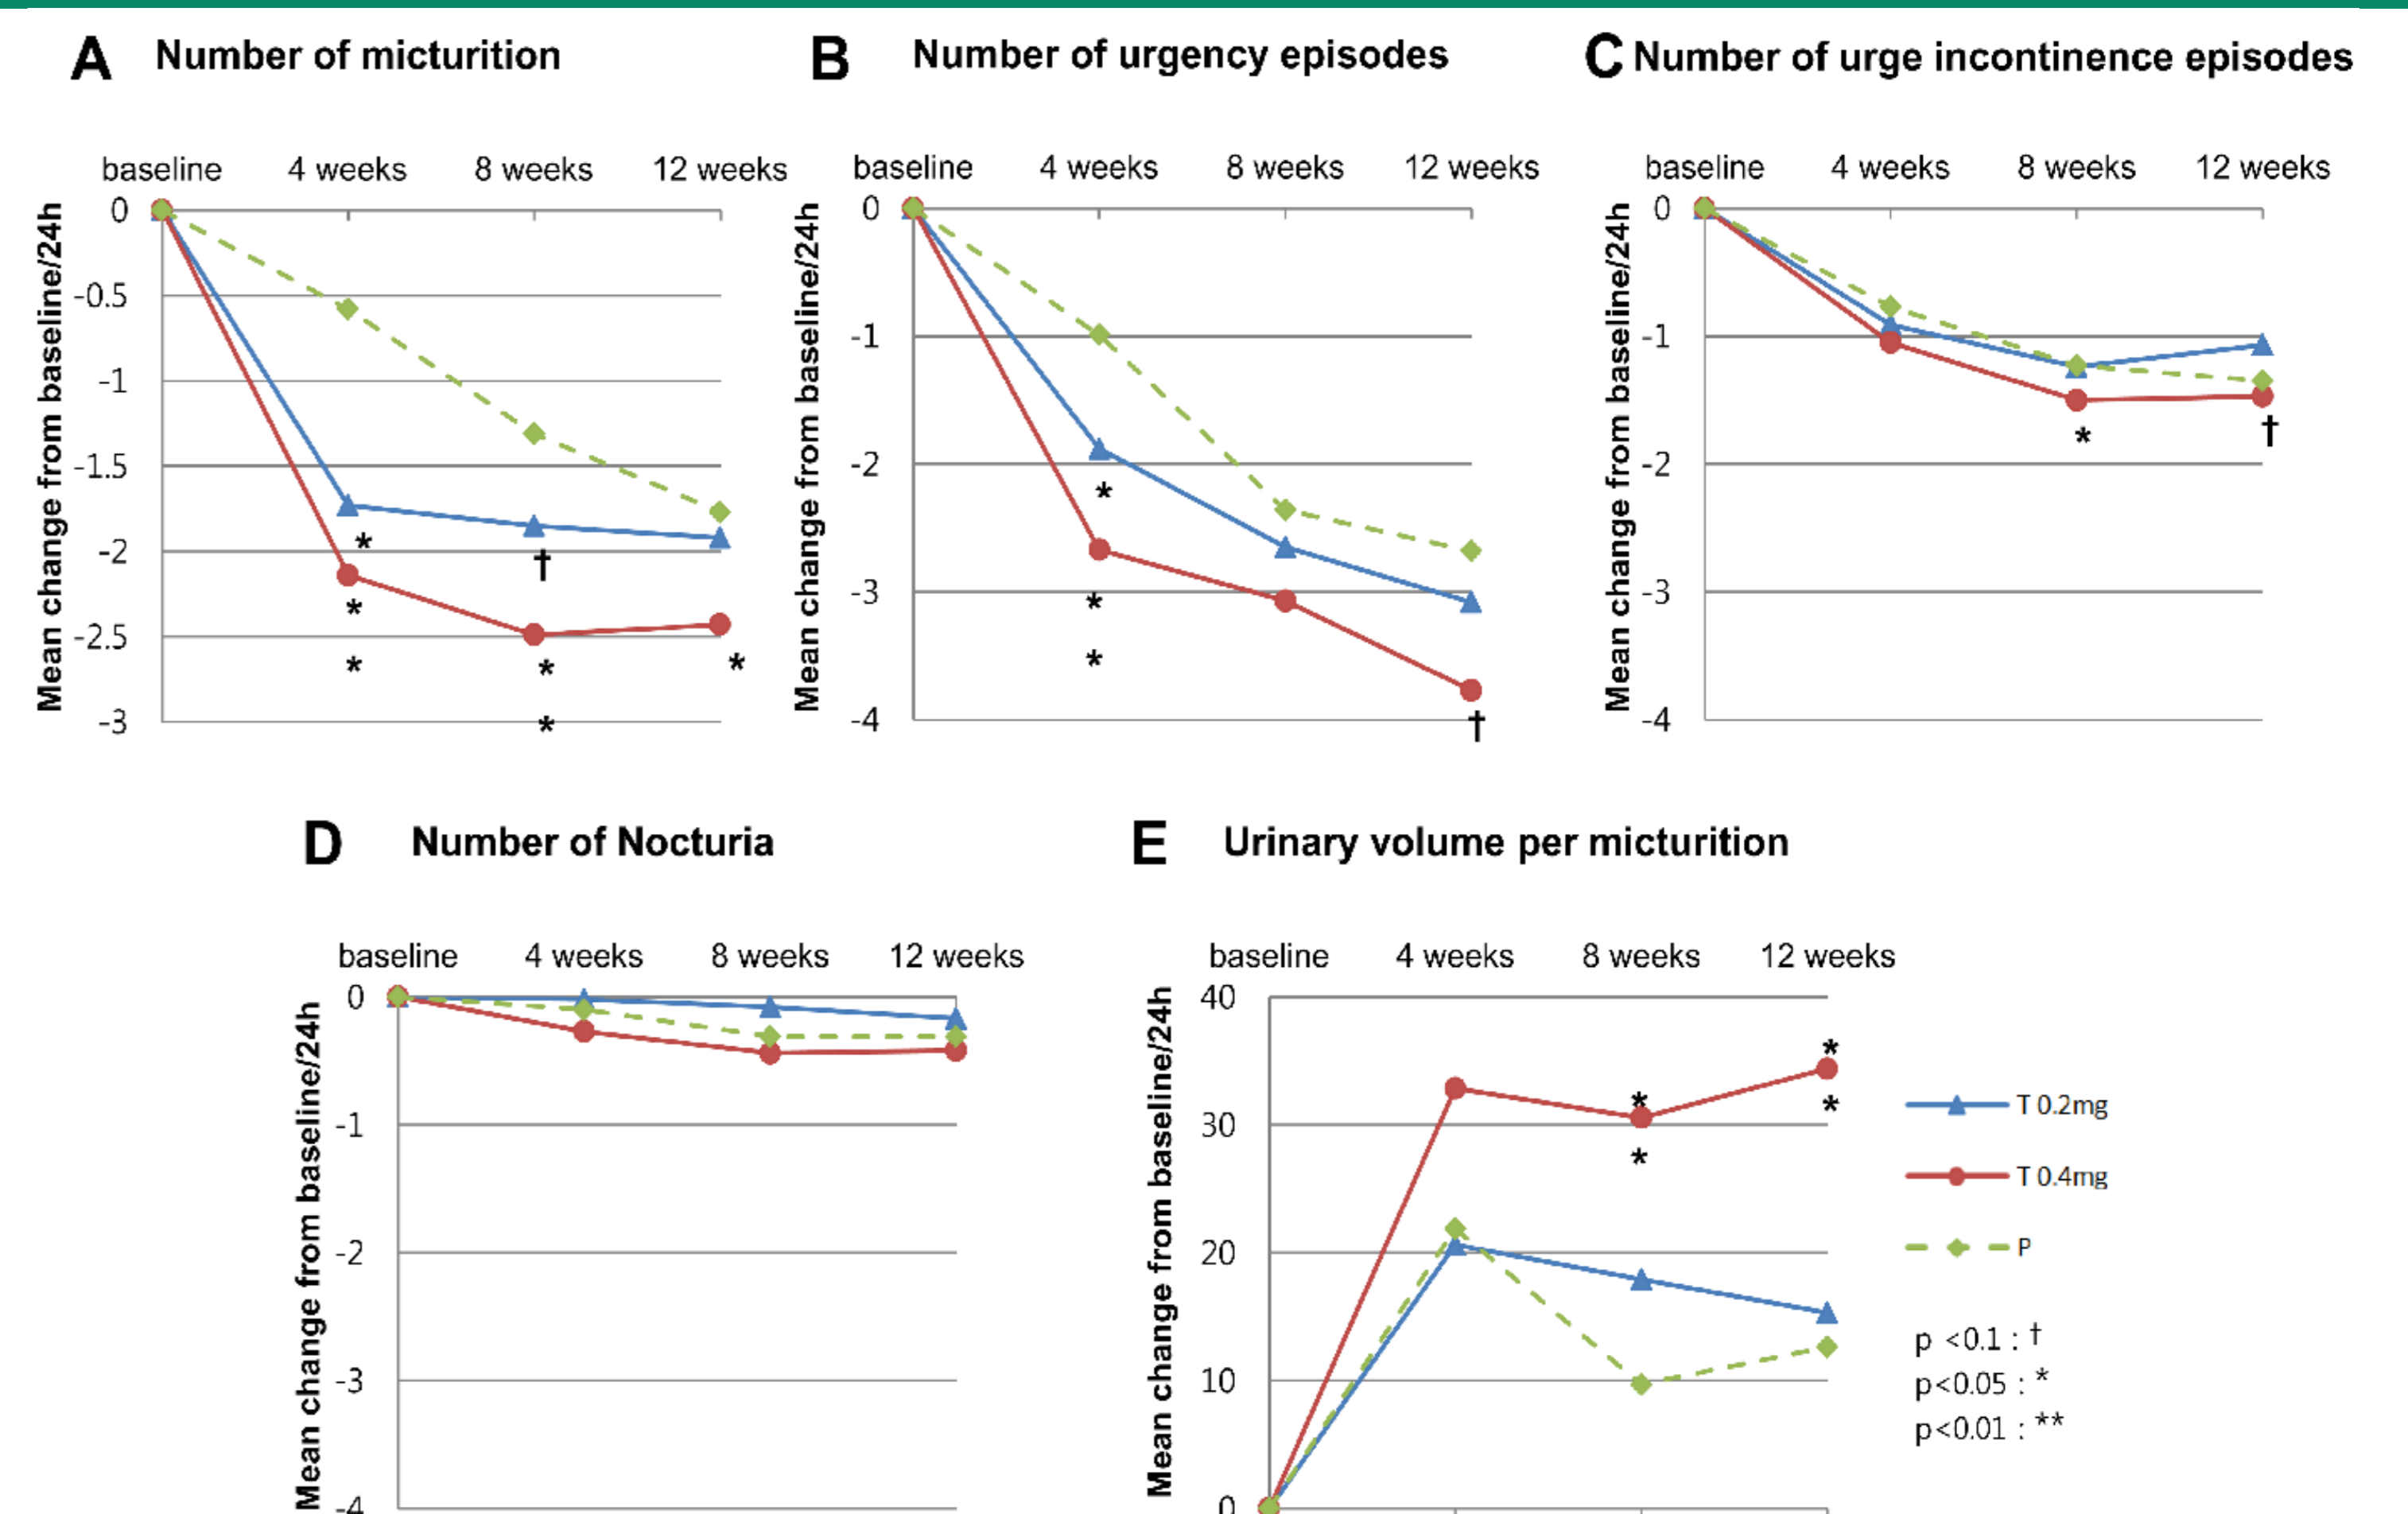 A Number of micturition
B Number of urgency episodes
C Number of urge incontinence episodes
baseline 4 weeks 8 weeks 12 weeks
baseline 4 weeks 8 weeks 12 weeks
baseline 4 weeks 8 weeks 12 weeks
Mean change from baseline/24h
0
-0.5
-1
-1.5
-2
-2.5
-3
*
†
*
*
*
*
*
Mean change from baseline/24h
0
-1
-2
-3
-4
*
*
*
†
Mean change from baseline/24h
0
-1
-2
-3
-4
*
†
D Number of Nocturia
E Urinary volume per micturition
baseline 4 weeks 8 weeks 12 weeks
baseline 4 weeks 8 weeks 12 weeks
Mean change from baseline/24h
0
-1
-2
-3
-4
Mean change from baseline/24h
40
30
20
10
0
*
*
*
*
T 0.2mg
T 0.4mg
P
p <0.1 : †
p<0.05 : *
p<0.01 : **